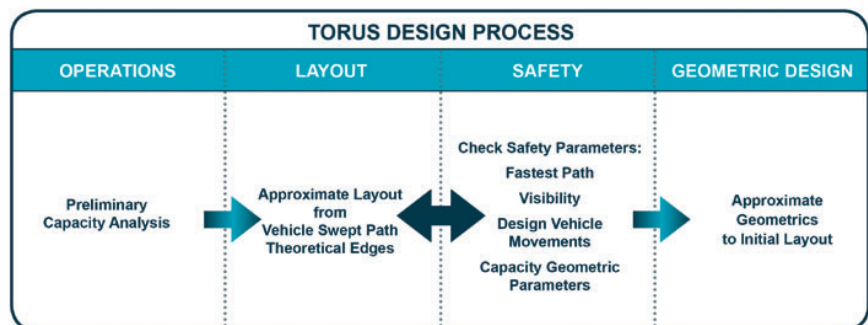 TORUS DESIGN PROCESS
OPERATIONS
LAYOUT
SAFETY
GEOMETRIC DESIGN
Preliminary
Capacity Analysis
Approximate Layout
from
Vehicle Swept Path
Theoretical Edges
Check Safety Parameters:
Fastest Path
Visibility
Design Vehicle
Movements
Capacity Geometric
Parameters
Approximate
Geometrics
to Initial Layout